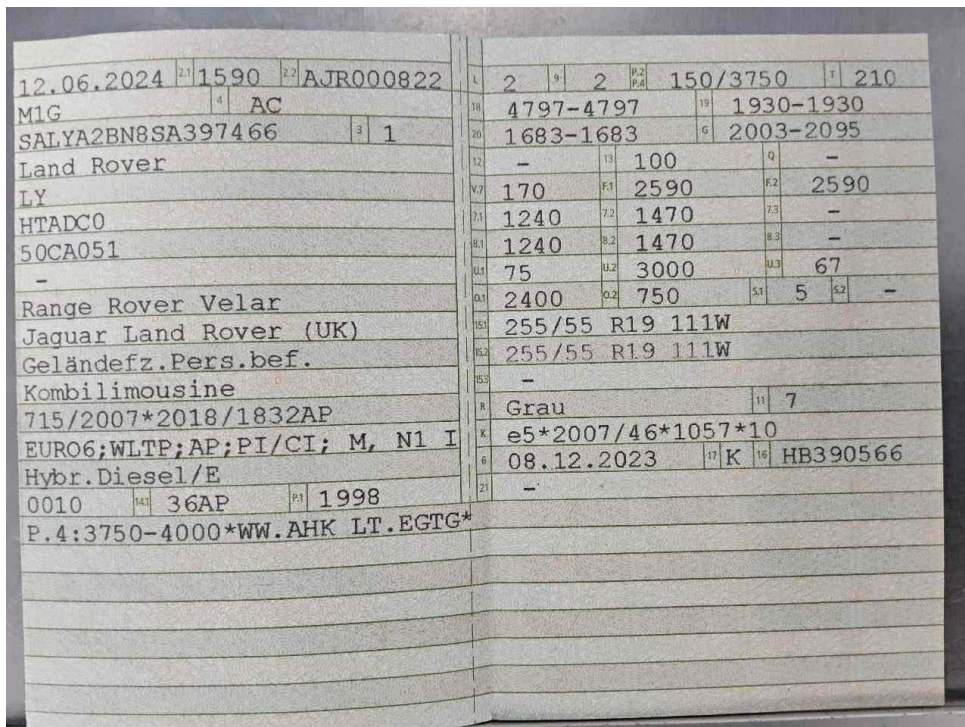 12.06.2024 2.1 1590 2.2 AJR000822
M1G 4 AC
SALYA2BN8SA397466 3 1
Land Rover
LY
HTADC0
50CA051
–
Range Rover Velar
Jaguar Land Rover (UK)
Geländefz.Pers.bef.
Kombilimousine
715/2007*2018/1832AP
EURO6;WLTP;AP;PI/CI; M, N1 I
Hybr.Diesel/E
0010 14.1 36AP P.1 1998
P.4:3750-4000*WW.AHK LT.EGTG*
L 2 9 2 P.2 P.4 150/3750 T 210
18 4797-4797 19 1930-1930
20 1683-1683 G 2003-2095
12 – 13 100 Q –
V.7 170 F.1 2590 F.2 2590
7.1 1240 7.2 1470 7.3 –
8.1 1240 8.2 1470 8.3 –
U.1 75 U.2 3000 U.3 67
O.1 2400 O.2 750 S.1 5 S.2 –
15.1 255/55 R19 111W
15.2 255/55 R19 111W
15.3 –
R Grau 11 7
K e5*2007/46*1057*10
6 08.12.2023 17 K 16 HB390566
21 –